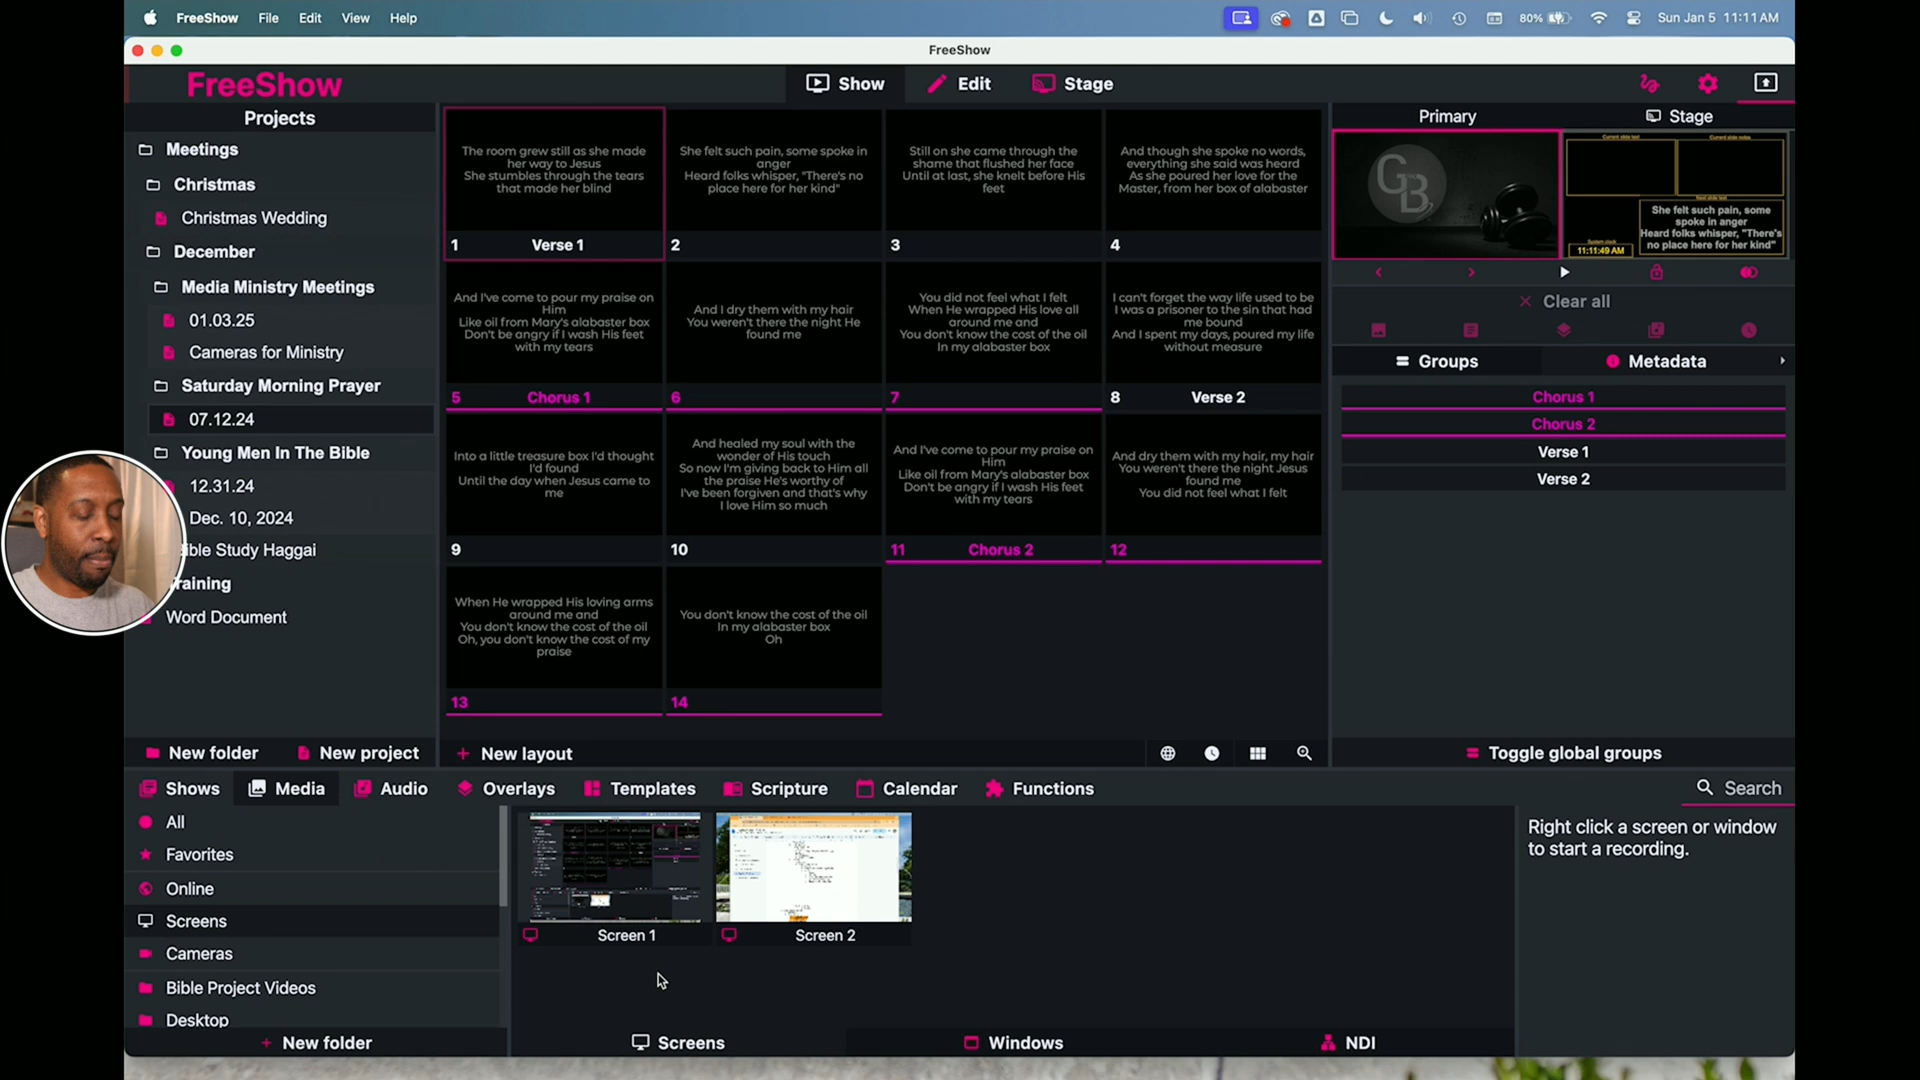 FreeShow File Edit View Help
80% Sun Jan 5 11:11AM
FreeShow
FreeShow
Show Edit Stage
Projects
Meetings
Christmas
Christmas Wedding
December
Media Ministry Meetings
01.03.25
Cameras for Ministry
Saturday Morning Prayer
07.12.24
Young Men In The Bible
12.31.24
Dec. 10, 2024
ible Study Haggai
raining
Word Document
New folder New project
The room grew still as she made
her way to Jesus
She stumbles through the tears
that made her blind
1 Verse 1
She felt such pain, some spoke in
anger
Heard folks whisper, "There's no
place here for her kind"
2
Still on she came through the
shame that flushed her face
Until at last, she knelt before His
feet
3
And though she spoke no words,
everything she said was heard
As she poured her love for the
Master, from her box of alabaster
4
And I've come to pour my praise on
Him
Like oil from Mary's alabaster box
Don't be angry if I wash His feet
with my tears
5 Chorus 1
And I dry them with my hair
You weren't there the night He
found me
6
You did not feel what I felt
When He wrapped His love all
around me and
You don't know the cost of the oil
In my alabaster box
7
I can't forget the way life used to be
I was a prisoner to the sin that had
me bound
And I spent my days, poured my life
without measure
8 Verse 2
Into a little treasure box I'd thought
I'd found
Until the day when Jesus came to
me
9
And healed my soul with the
wonder of His touch
So now I'm giving back to Him all
the praise He's worthy of
I've been forgiven and that's why
I love Him so much
10
And I've come to pour my praise on
Him
Like oil from Mary's alabaster box
Don't be angry if I wash His feet
with my tears
11 Chorus 2
And dry them with my hair, my hair
You weren't there the night Jesus
found me
You did not feel what I felt
12
When He wrapped His loving arms
around me and
You don't know the cost of the oil
Oh, you don't know the cost of my
praise
13
You don't know the cost of the oil
In my alabaster box
Oh
14
New layout
Primary Stage
GB
Current slide text Current slide notes
Next slide text
She felt such pain, some
spoke in anger
Heard folks whisper, "There's
no place here for her kind"
System clock
11:11:49 AM
Clear all
Groups Metadata
Chorus 1
Chorus 2
Verse 1
Verse 2
Toggle global groups
Shows Media Audio Overlays Templates Scripture Calendar Functions Search
All
Favorites
Online
Screens
Cameras
Bible Project Videos
Desktop
New folder
Screen 1 Screen 2
Screens Windows NDI
Right click a screen or window
to start a recording.